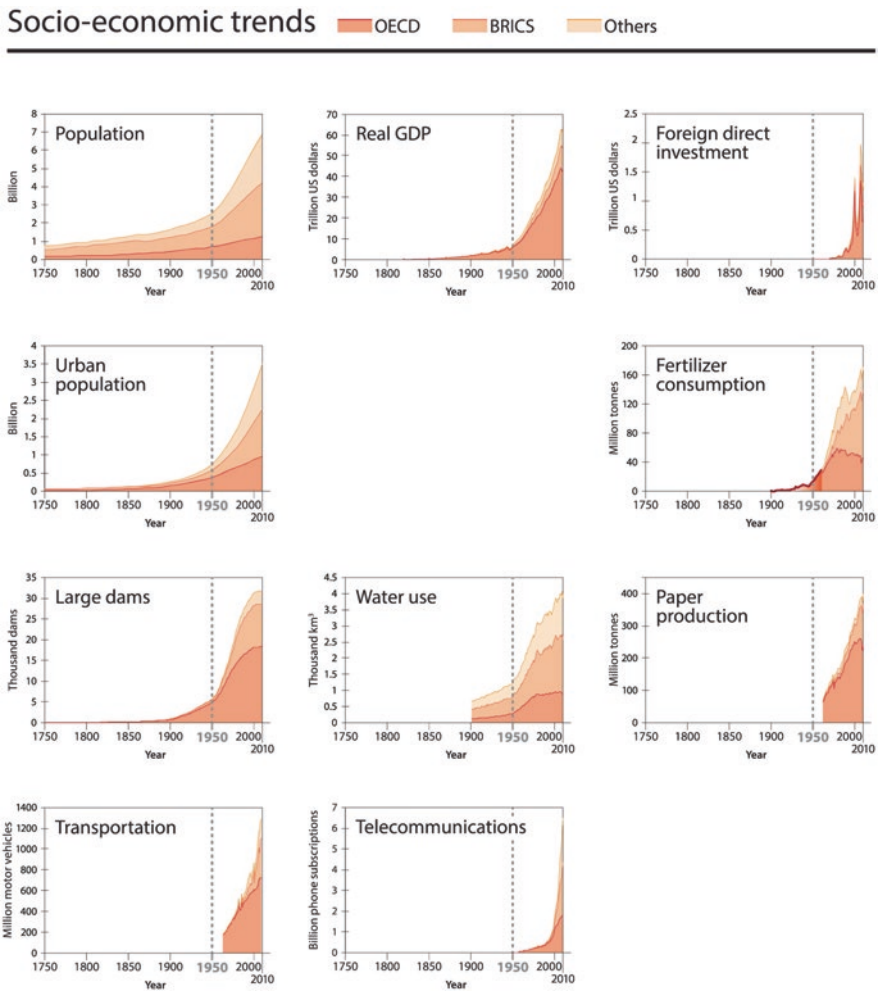 Socio-economic trends OECD BRICS Others
Population
Billion
8
7
6
5
4
3
2
1
0
1750 1800 1850 1900 1950 2000
2010
Year
Real GDP
Trillion US dollars
70
60
50
40
30
20
10
0
1750 1800 1850 1900 1950 2000
2010
Year
Foreign direct
investment
Trillion US dollars
2.5
2
1.5
1
0.5
0
1750 1800 1850 1900 1950 2000
2010
Year
Urban
population
Billion
4
3.5
3
2.5
2
1.5
1
0.5
0
1750 1800 1850 1900 1950 2000
2010
Year
Fertilizer
consumption
Million tonnes
200
160
120
80
40
0
1750 1800 1850 1900 1950 2000
2010
Year
Large dams
Thousand dams
35
30
25
20
15
10
5
0
1750 1800 1850 1900 1950 2000
2010
Year
Water use
Thousand km³
4.5
4
3.5
3
2.5
2
1.5
1
0.5
0
1750 1800 1850 1900 1950 2000
2010
Year
Paper
production
Million tonnes
400
300
200
100
0
1750 1800 1850 1900 1950 2000
2010
Year
Transportation
Million motor vehicles
1400
1200
1000
800
600
400
200
0
1750 1800 1850 1900 1950 2000
2010
Year
Telecommunications
Billion phone subscriptions
7
6
5
4
3
2
1
0
1750 1800 1850 1900 1950 2000
2010
Year